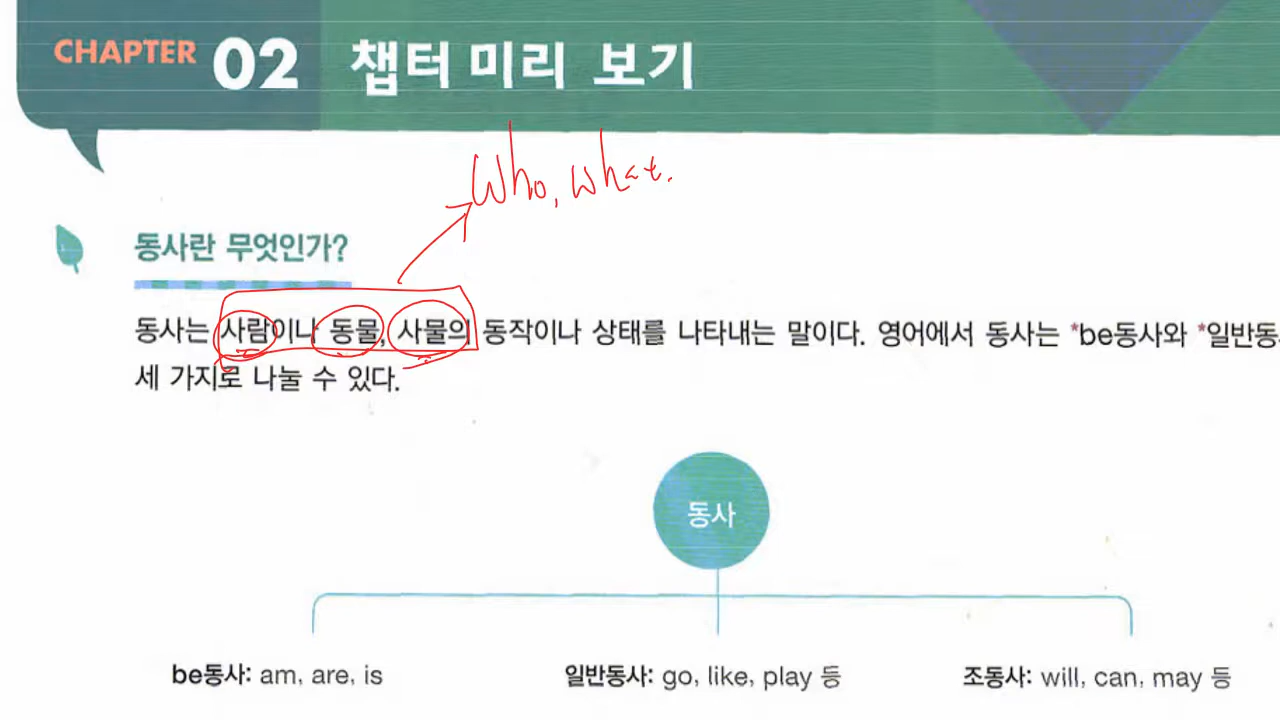 CHAPTER 02 챕터 미리 보기
Who, what.
동사란 무엇인가?
동사는 사람이나 동물, 사물의 동작이나 상태를 나타내는 말이다. 영어에서 동사는 *be동사와 *일반동
세 가지로 나눌 수 있다.
동사
be동사: am, are, is
일반동사: go, like, play 등
조동사: will, can, may 등